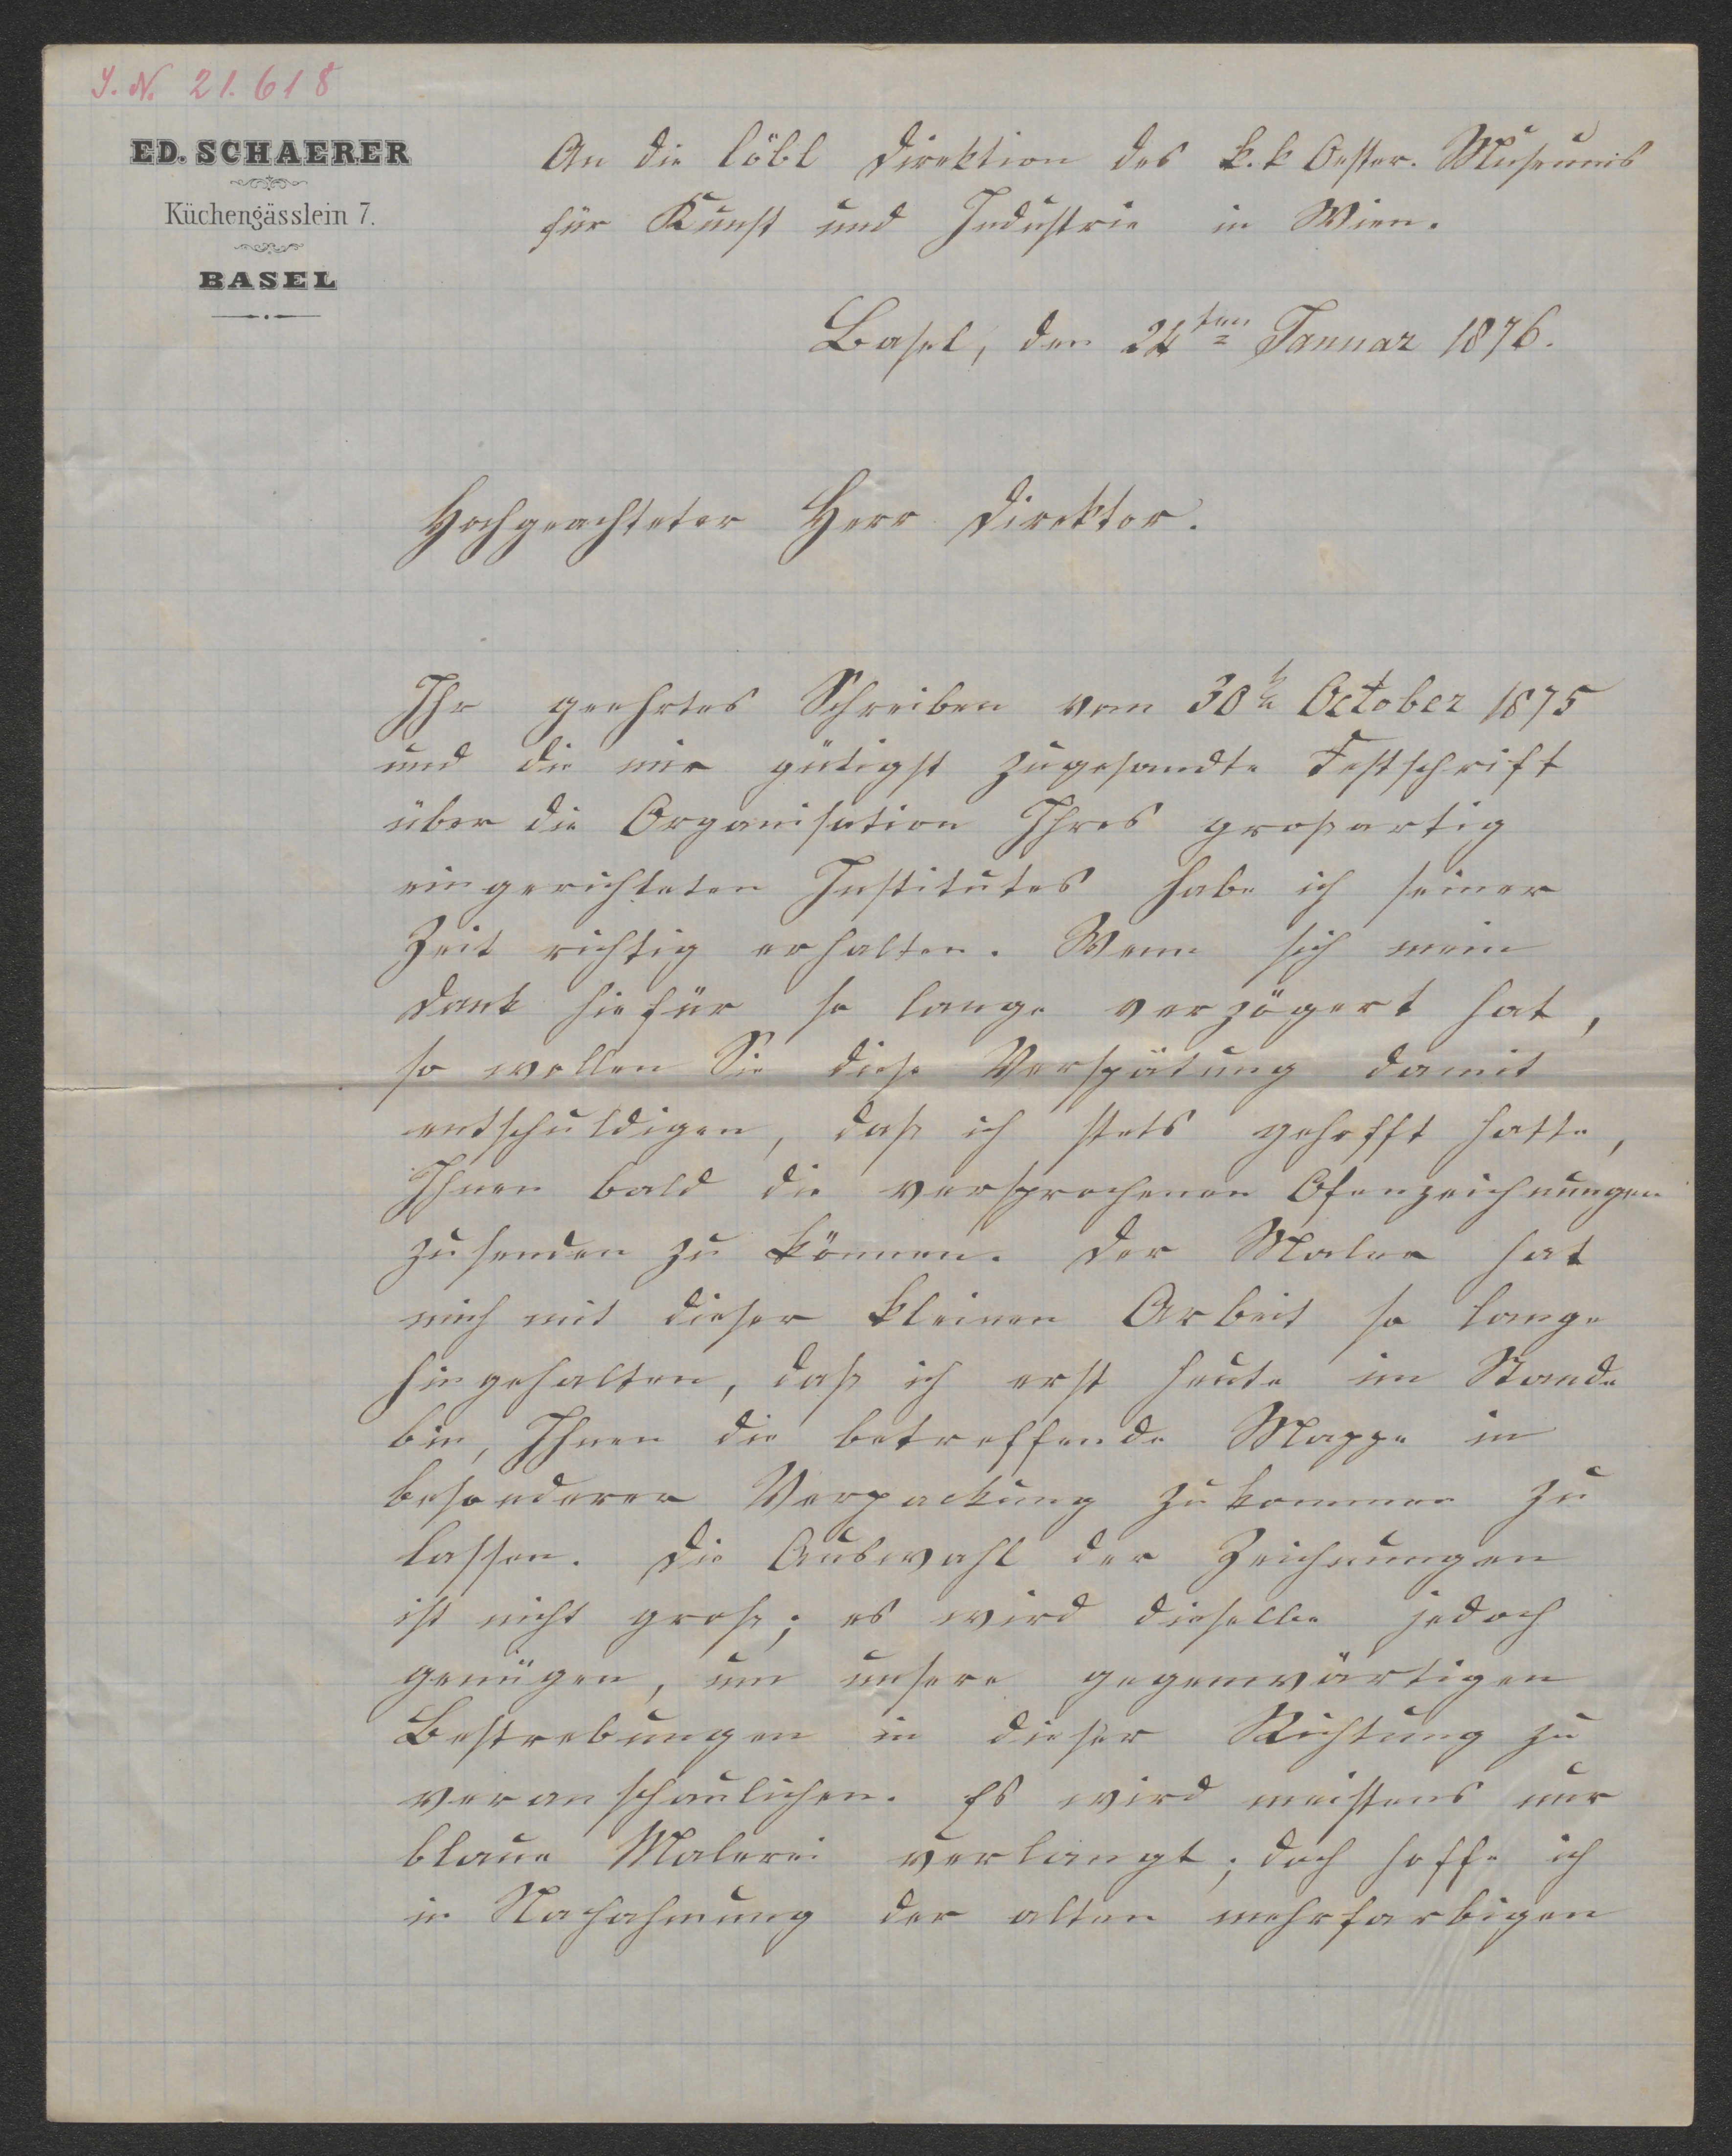 I. N. 21.618
ED. SCHAERER
Küchengässlein 7.
BASEL
An die löbl Direktion des k. k Oester. Museums
für Kunst und Industrie in Wien.
Basel, den 24ten Januar 1876.
Hochgeachteter Herr Direktor.
Ihr geehrtes Schreiben vom 30t October 1875
und die mir gütigst zugesandte Festschrift
über die Organisation Ihres großartig
eingerichteten Institutes habe ich seiner
Zeit richtig erhalten. Wenn sich mein
Dank hiefür so lange verzögert hat,
so wollen Sie diese Verspätung damit
entschuldigen, daß ich stets gehofft hatte,
Ihnen bald die versprochenen Ofenzeichnungen
zusenden zu können. Der Maler hat
mich mit dieser kleinen Arbeit so lange
hingehalten, daß ich erst heute im Stande
bin, Ihnen die betreffende Mappe in
besonderer Verpackung zukommen zu
lassen. Die Auswahl der Zeichnungen
ist nicht groß; es wird dieselbe jedoch
genügen, um unsere gegenwärtigen
Bestrebungen in dieser Richtung zu
veranschaulichen. Es wird meistens nur
blaue Malerei verlangt; doch hoffe ich
in Nachahmung der alten mehrfarbigen